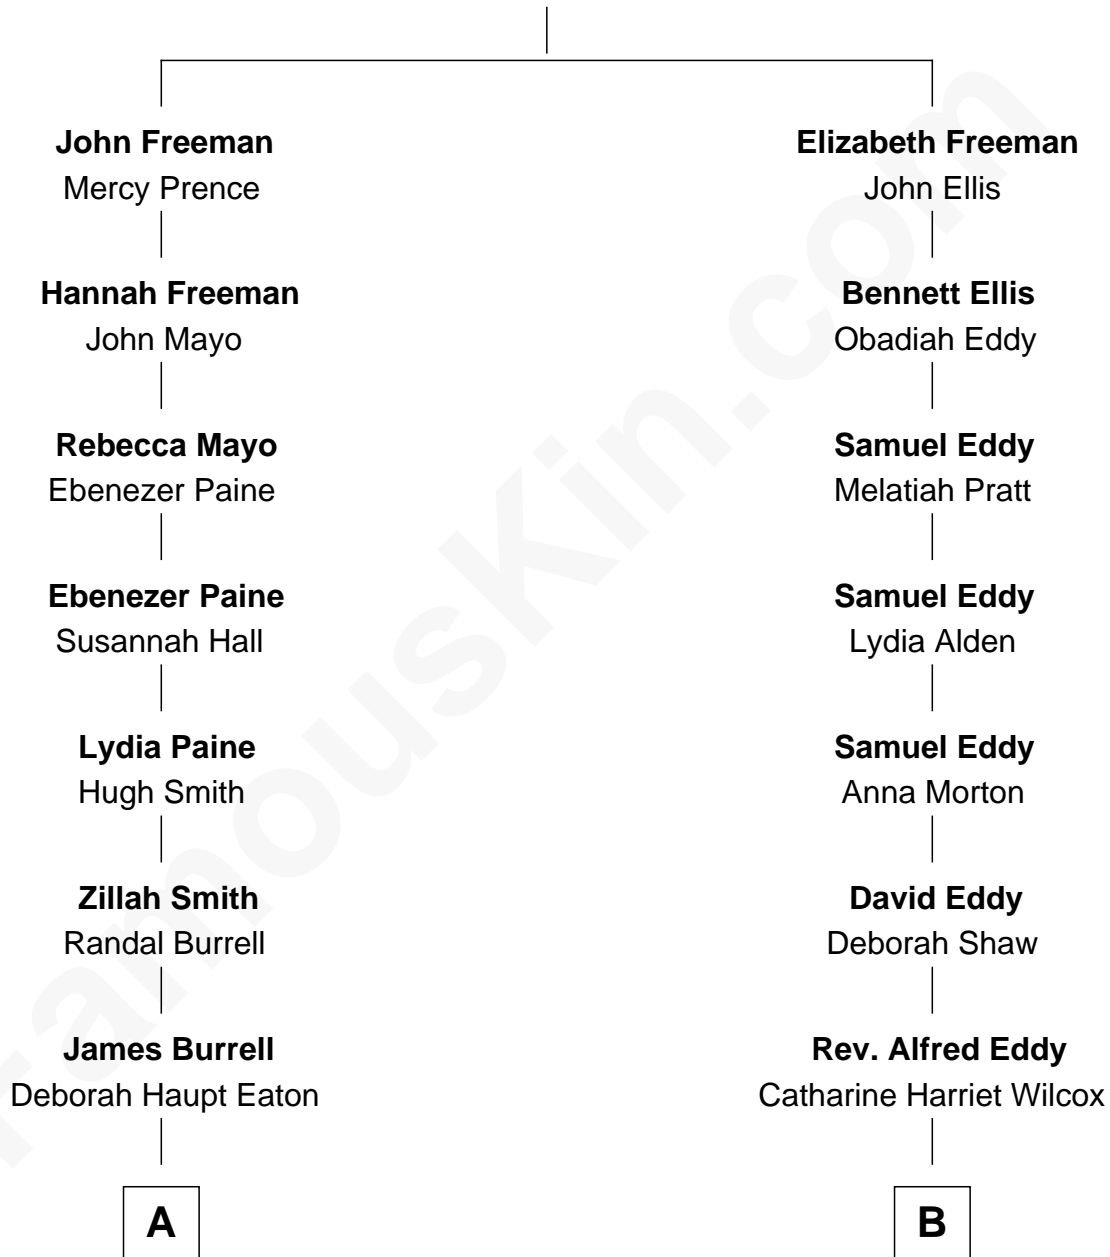 John Freeman
Mercy Prence
Hannah Freeman
John Mayo
Rebecca Mayo
Ebenezer Paine
Ebenezer Paine
Susannah Hall
Lydia Paine
Hugh Smith
Zillah Smith
Randal Burrell
James Burrell
Deborah Haupt Eaton
A
Elizabeth Freeman
John Ellis
Bennett Ellis
Obadiah Eddy
Samuel Eddy
Melatiah Pratt
Samuel Eddy
Lydia Alden
Samuel Eddy
Anna Morton
David Eddy
Deborah Shaw
Rev. Alfred Eddy
Catharine Harriet Wilcox
B
famouskin.com